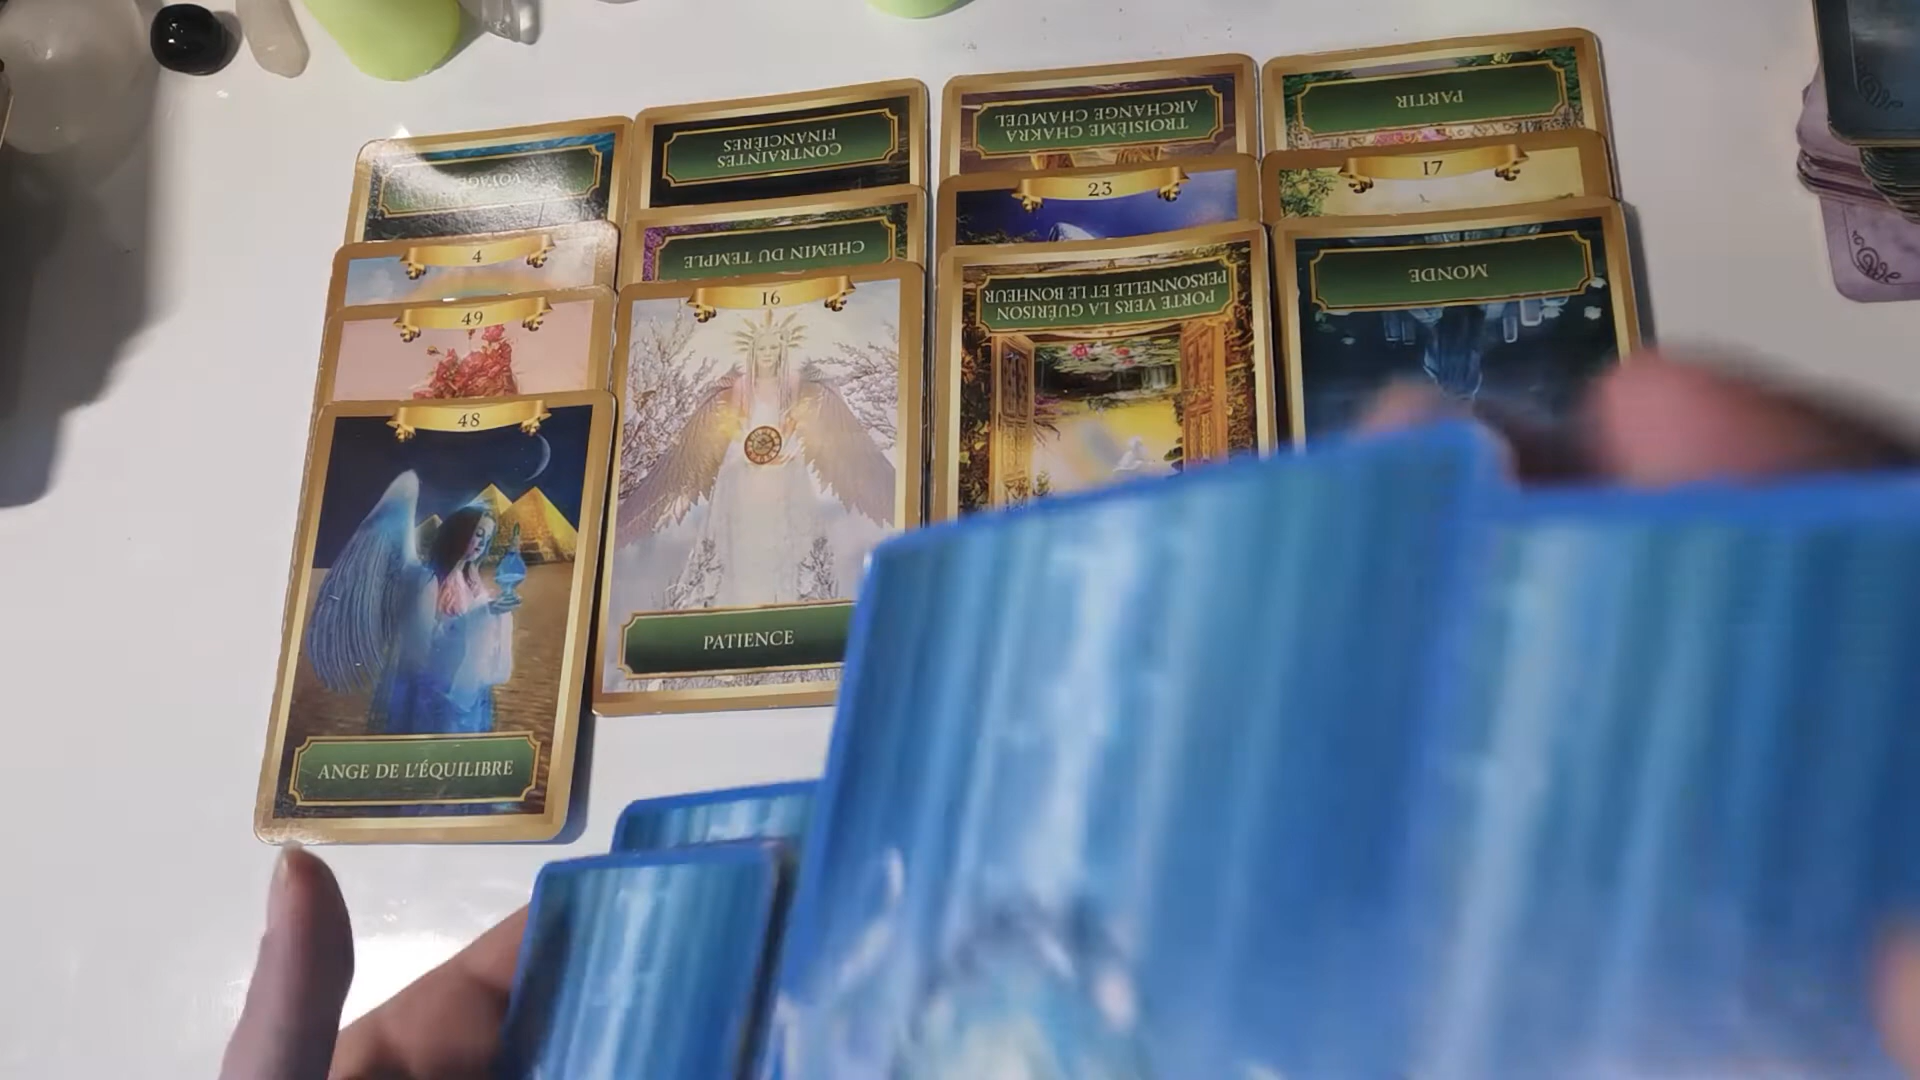 VOYAGE
CONTRAINTES
FINANCIÈRES
TROISIÈME CHAKRA
ARCHANGE CHAMUEL
PARTIR
4
CHEMIN DU TEMPLE
23
17
49
16
PORTE VERS LA GUÉRISON
PERSONNELLE ET LE BONHEUR
MONDE
48
PATIENCE
ANGE DE L'ÉQUILIBRE